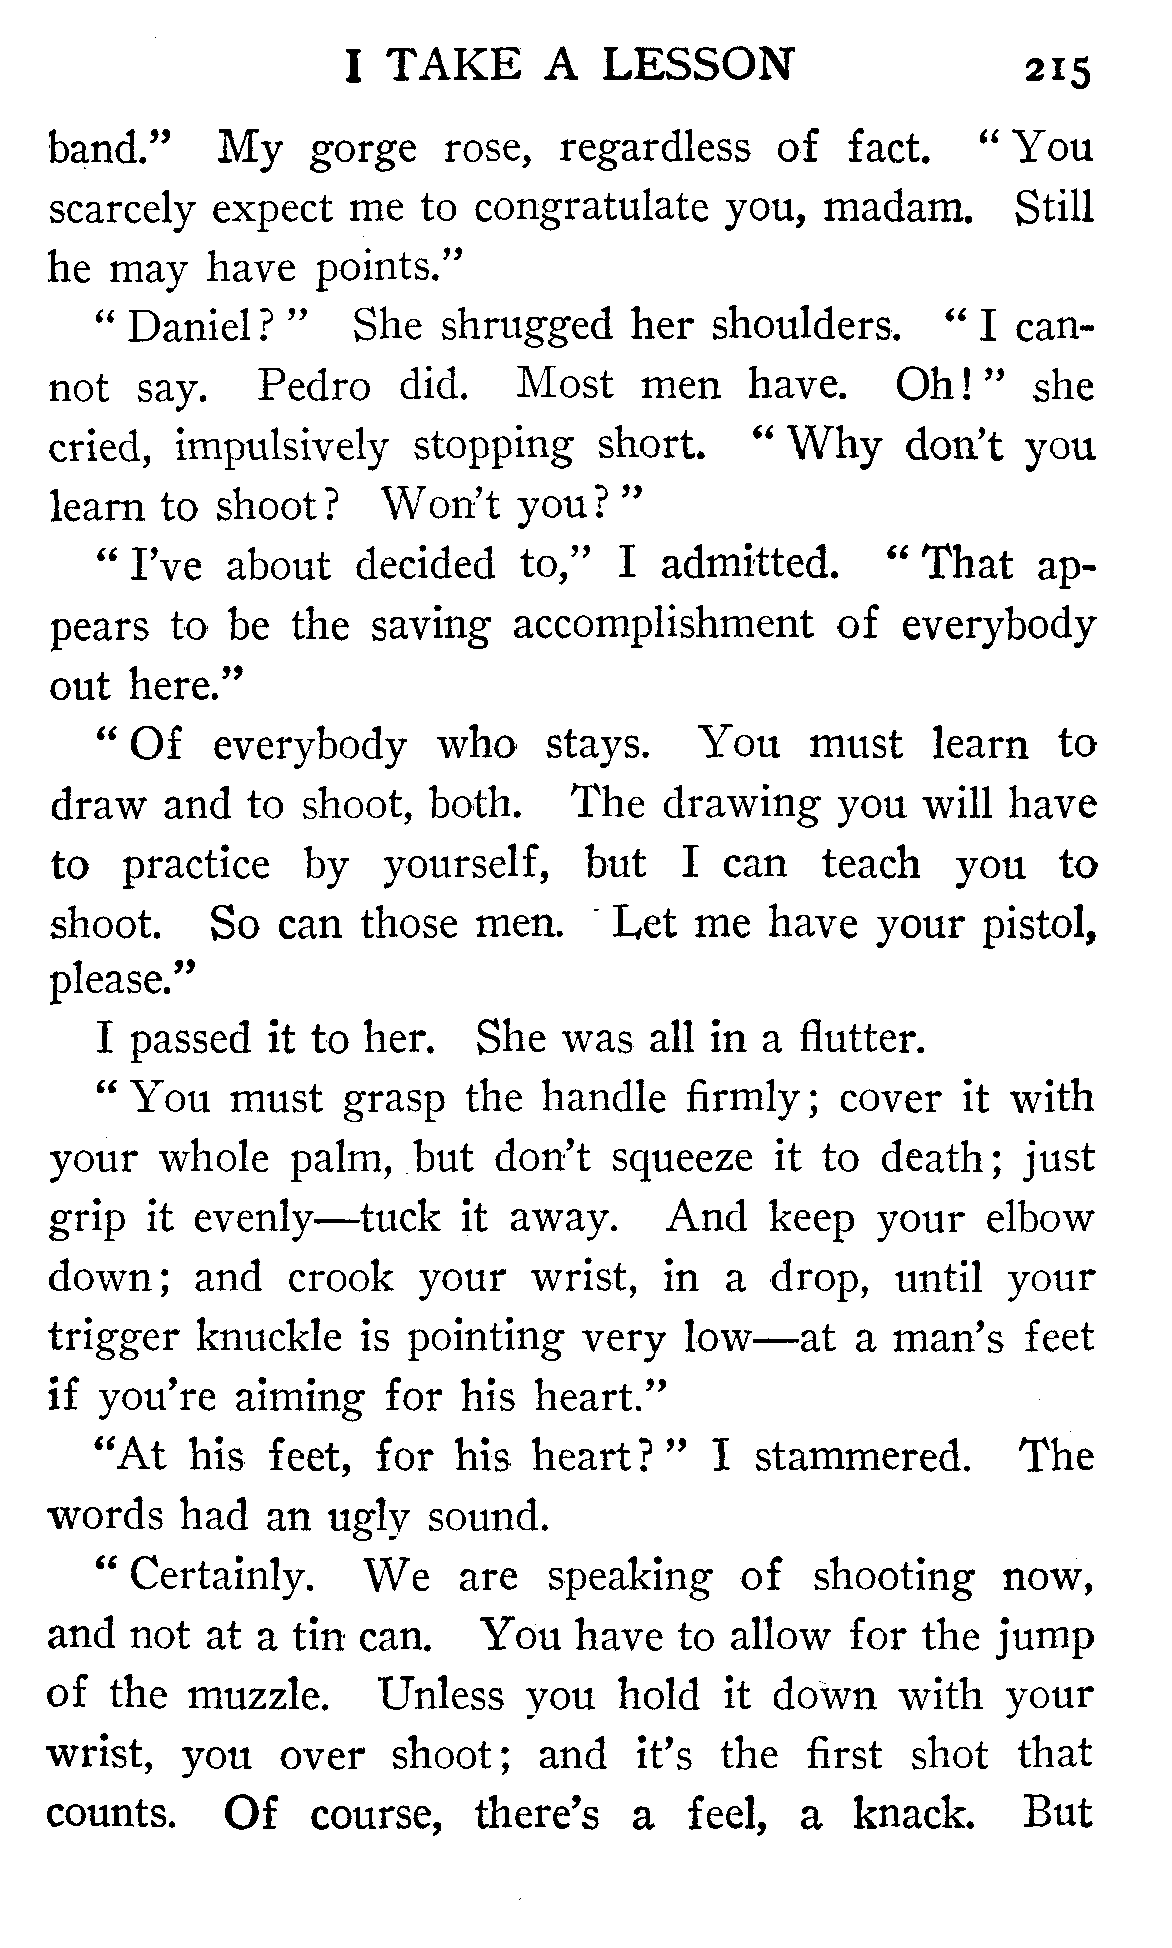 I TAKE A LESSON 215
band." My gorge rose, regardless of fact. "You
scarcely expect me to congratulate you, madam. Still
he may have points."
"Daniel?" She shrugged her shoulders. "I can-
not say. Pedro did. Most men have. Oh!" she
cried, impulsively stopping short. "Why don't you
learn to shoot? Won't you?"
"I've about decided to," I admitted. "That ap-
pears to be the saving accomplishment of everybody
out here."
"Of everybody who stays. You must learn to
draw and to shoot, both. The drawing you will have
to practice by yourself, but I can teach you to
shoot. So can those men. Let me have your pistol,
please."
I passed it to her. She was all in a flutter.
"You must grasp the handle firmly; cover it with
your whole palm, but don't squeeze it to death; just
grip it evenly—tuck it away. And keep your elbow
down; and crook your wrist, in a drop, until your
trigger knuckle is pointing very low—at a man's feet
if you're aiming for his heart."
"At his feet, for his heart?" I stammered. The
words had an ugly sound.
"Certainly. We are speaking of shooting now,
and not at a tin can. You have to allow for the jump
of the muzzle. Unless you hold it down with your
wrist, you over shoot; and it's the first shot that
counts. Of course, there's a feel, a knack. But